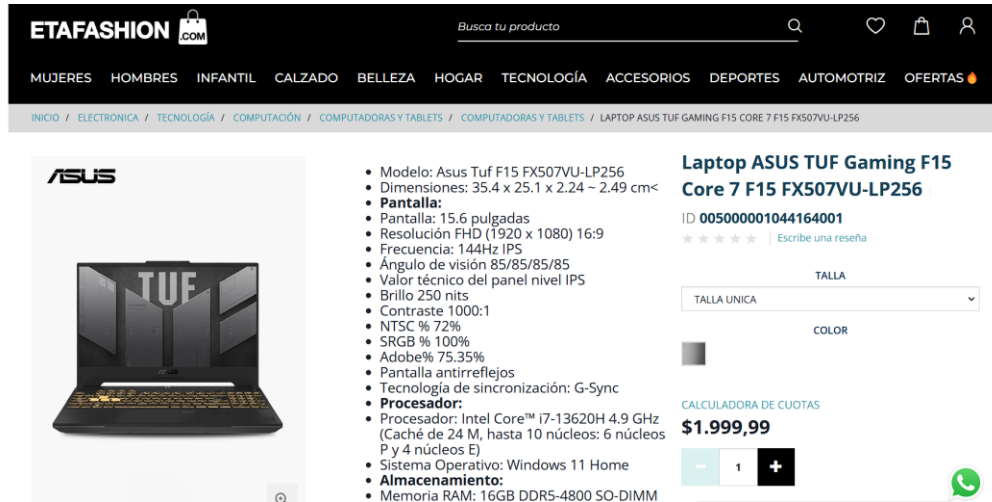 ETAFASHION .COM
Busca tu producto
MUJERES HOMBRES INFANTIL CALZADO BELLEZA HOGAR TECNOLOGÍA ACCESORIOS DEPORTES AUTOMOTRIZ OFERTAS
INICIO / ELECTRONICA / TECNOLOGÍA / COMPUTACIÓN / COMPUTADORAS Y TABLETS / COMPUTADORAS Y TABLETS / LAPTOP ASUS TUF GAMING F15 CORE 7 F15 FX507VU-LP256
ASUS
TUF
• Modelo: Asus Tuf F15 FX507VU-LP256
• Dimensiones: 35.4 x 25.1 x 2.24 ~ 2.49 cm<
• Pantalla:
• Pantalla: 15.6 pulgadas
• Resolución FHD (1920 x 1080) 16:9
• Frecuencia: 144Hz IPS
• Ángulo de visión 85/85/85/85
• Valor técnico del panel nivel IPS
• Brillo 250 nits
• Contraste 1000:1
• NTSC % 72%
• SRGB % 100%
• Adobe% 75.35%
• Pantalla antirreflejos
• Tecnología de sincronización: G-Sync
• Procesador:
• Procesador: Intel Core™ i7-13620H 4.9 GHz
(Caché de 24 M, hasta 10 núcleos: 6 núcleos
P y 4 núcleos E)
• Sistema Operativo: Windows 11 Home
• Almacenamiento:
• Memoria RAM: 16GB DDR5-4800 SO-DIMM
Laptop ASUS TUF Gaming F15
Core 7 F15 FX507VU-LP256
ID 005000001044164001
Escribe una reseña
TALLA
TALLA UNICA
COLOR
CALCULADORA DE CUOTAS
$1.999,99
- 1 +